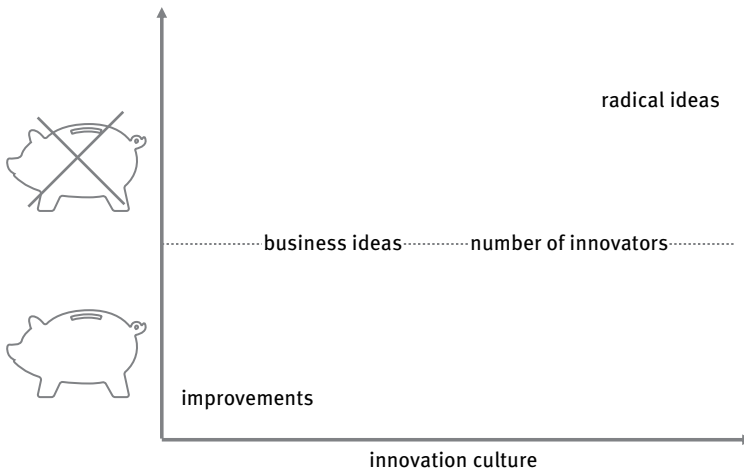 radical ideas
business ideas number of innovators
improvements
innovation culture